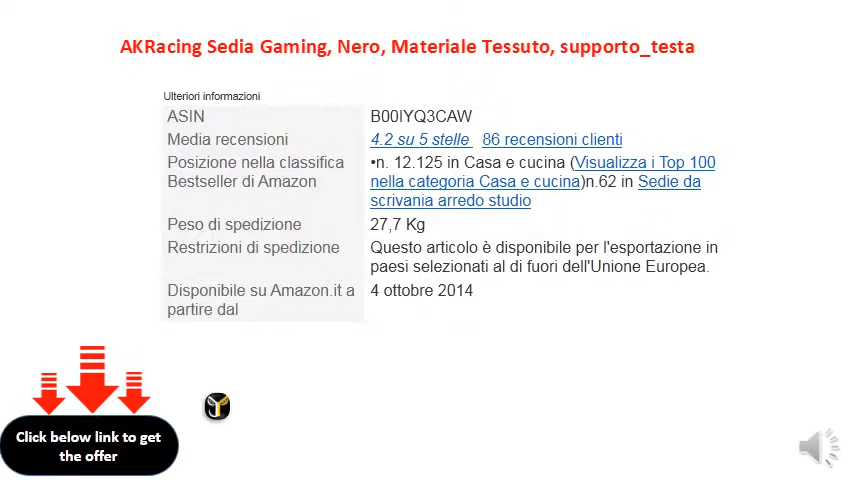 AKRacing Sedia Gaming, Nero, Materiale Tessuto, supporto_testa
Ulteriori informazioni
ASIN B00IYQ3CAW
Media recensioni 4.2 su 5 stelle 86 recensioni clienti
Posizione nella classifica •n. 12.125 in Casa e cucina (Visualizza i Top 100
Bestseller di Amazon nella categoria Casa e cucina)n.62 in Sedie da
scrivania arredo studio
Peso di spedizione 27,7 Kg
Restrizioni di spedizione Questo articolo è disponibile per l'esportazione in
paesi selezionati al di fuori dell'Unione Europea.
Disponibile su Amazon.it a 4 ottobre 2014
partire dal
Click below link to get
the offer